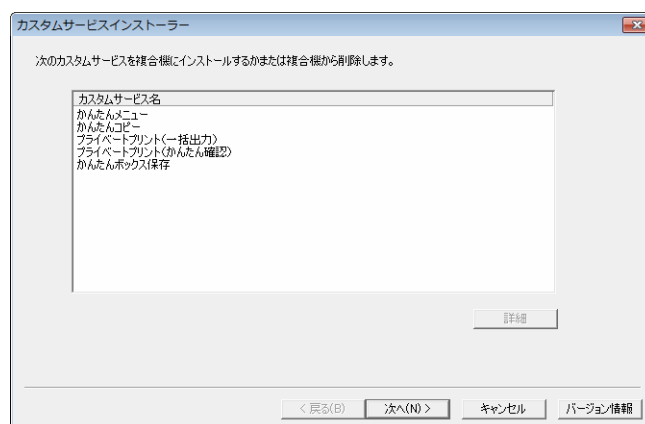 カスタムサービスインストーラー
次のカスタムサービスを複合機にインストールするかまたは複合機から削除します。
カスタムサービス名
かんたんメニュー
かんたんコピー
プライベートプリント(一括出力)
プライベートプリント(かんたん確認)
かんたんボックス保存
詳細
< 戻る(B)
次へ(N) >
キャンセル
バージョン情報